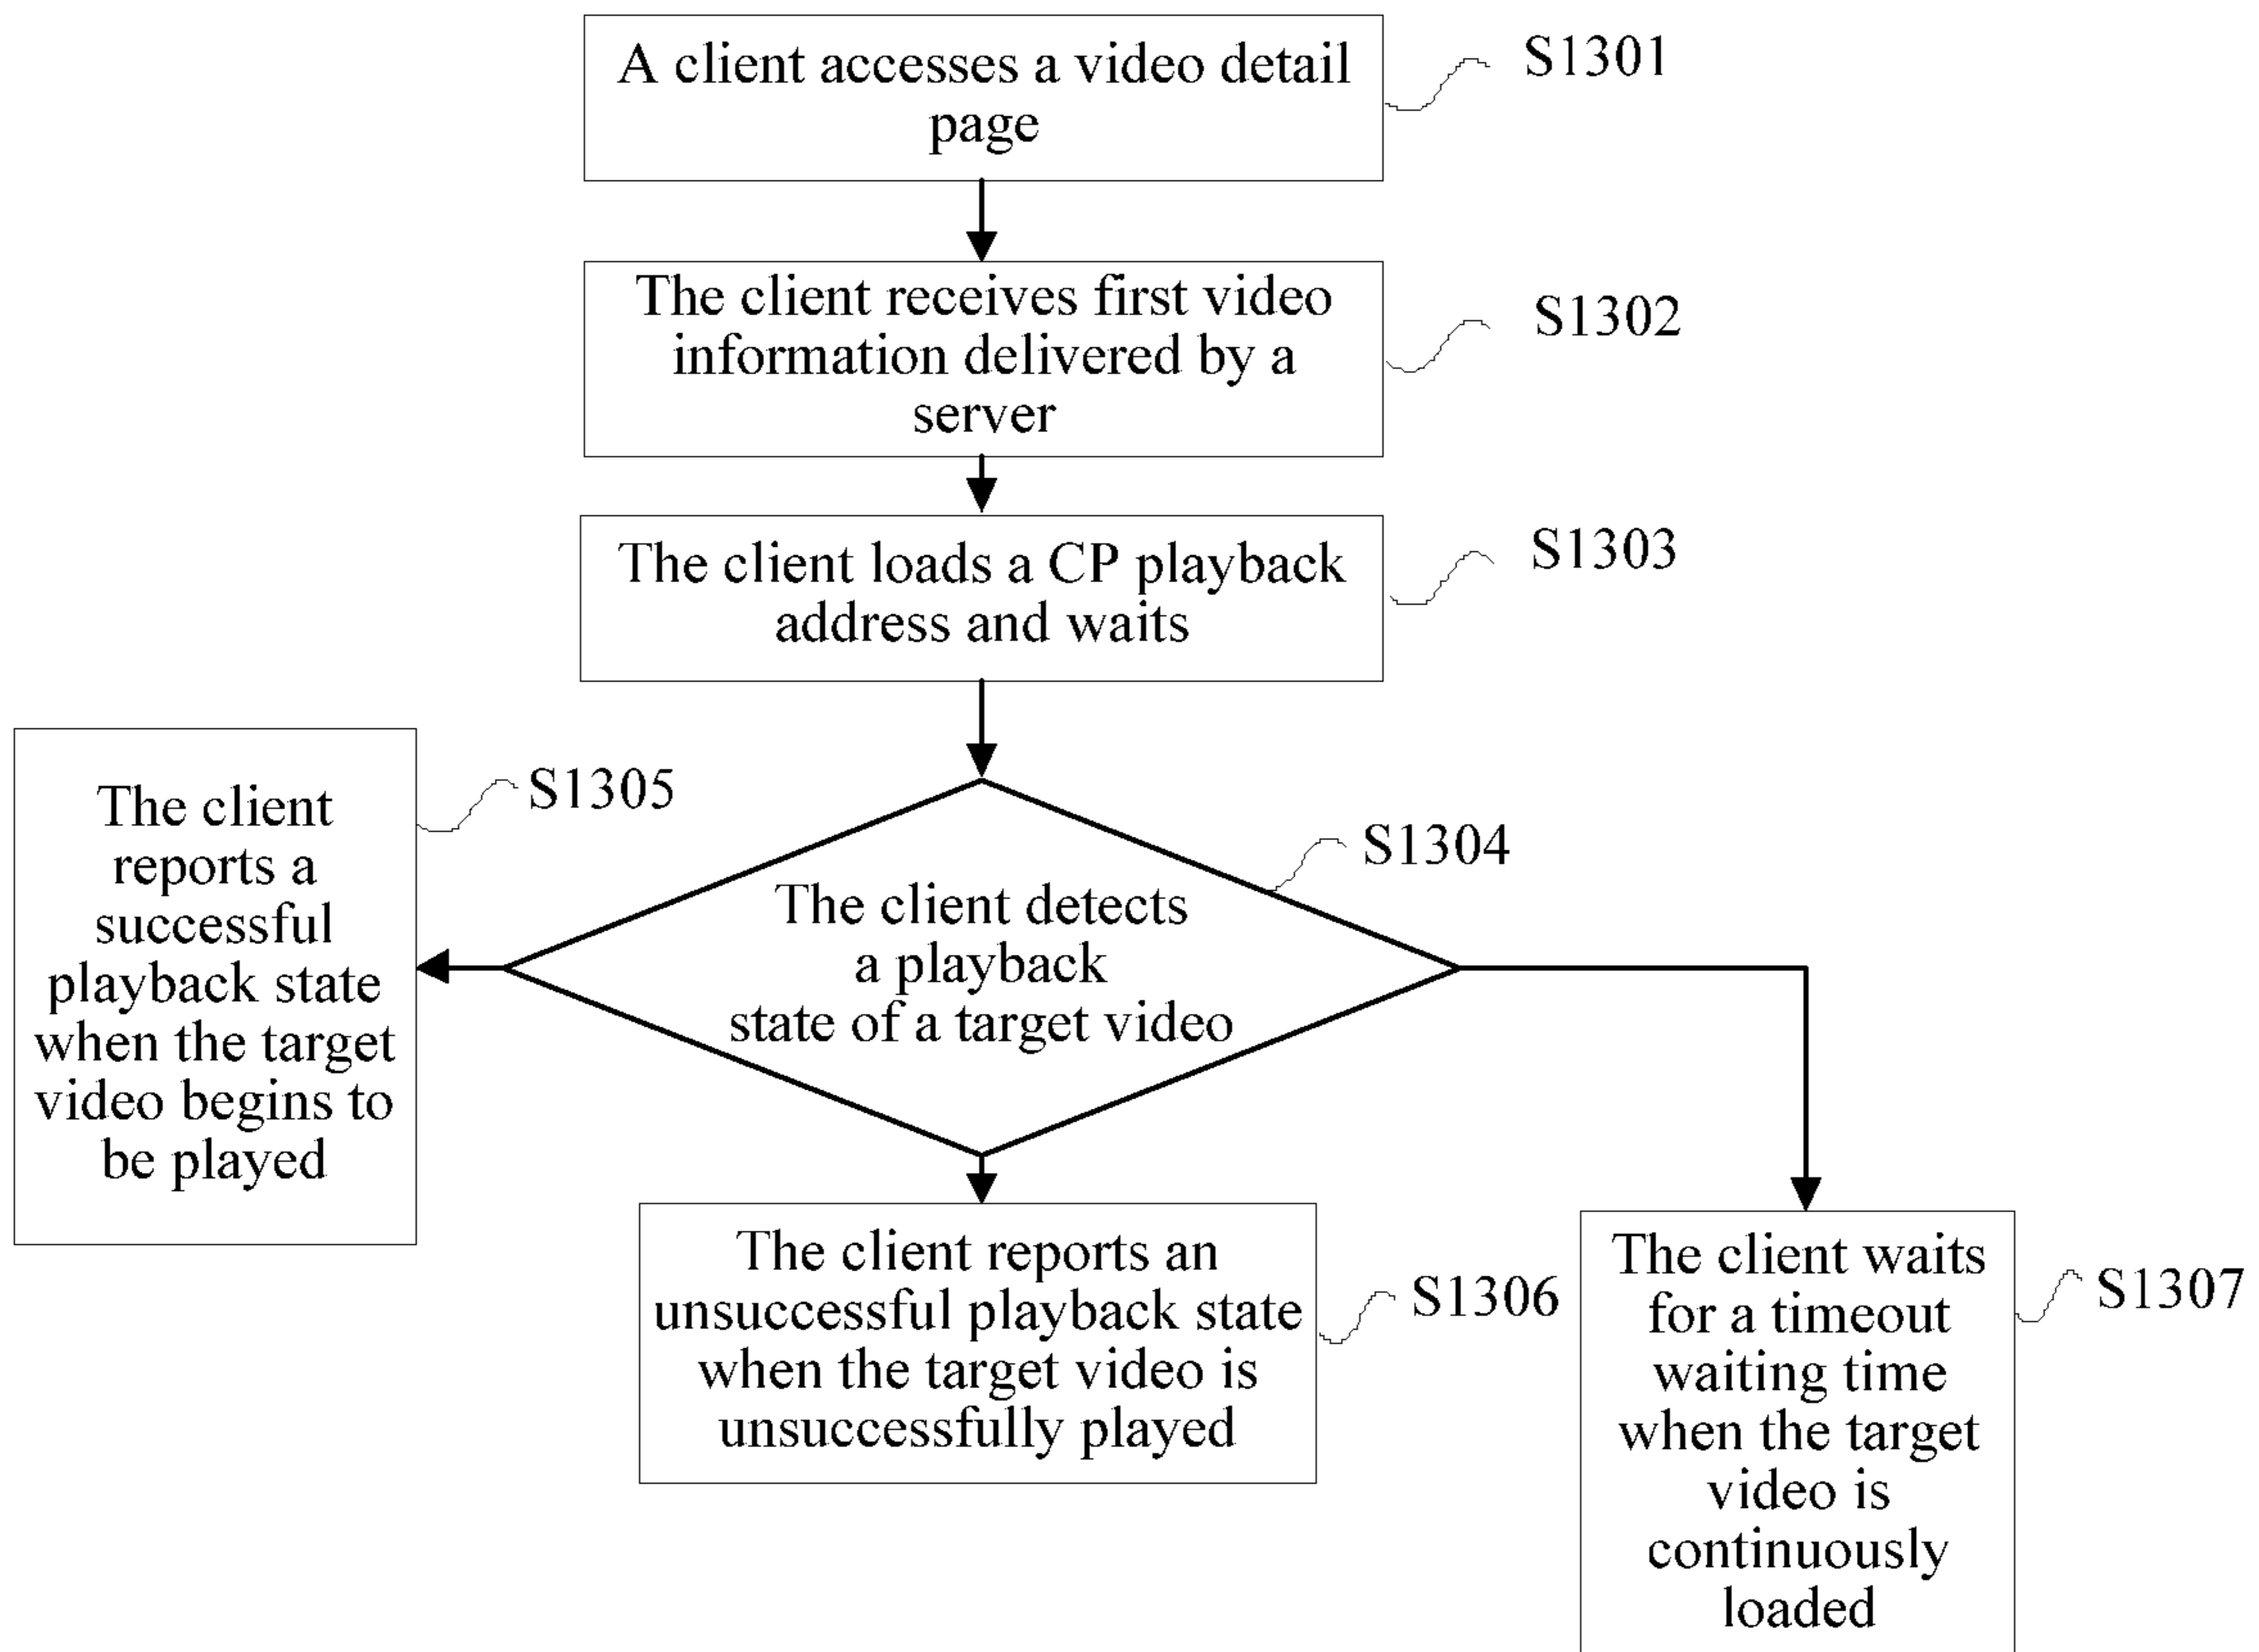 A client accesses a video detail
page
S1301
The client receives first video
information delivered by a
server
S1302
The client loads a CP playback
address and waits
S1303
The client detects
a playback
state of a target video
S1304
The client
reports a
successful
playback state
when the target
video begins to
be played
S1305
The client reports an
unsuccessful playback state
when the target video is
unsuccessfully played
S1306
The client waits
for a timeout
waiting time
when the target
video is
continuously
loaded
S1307